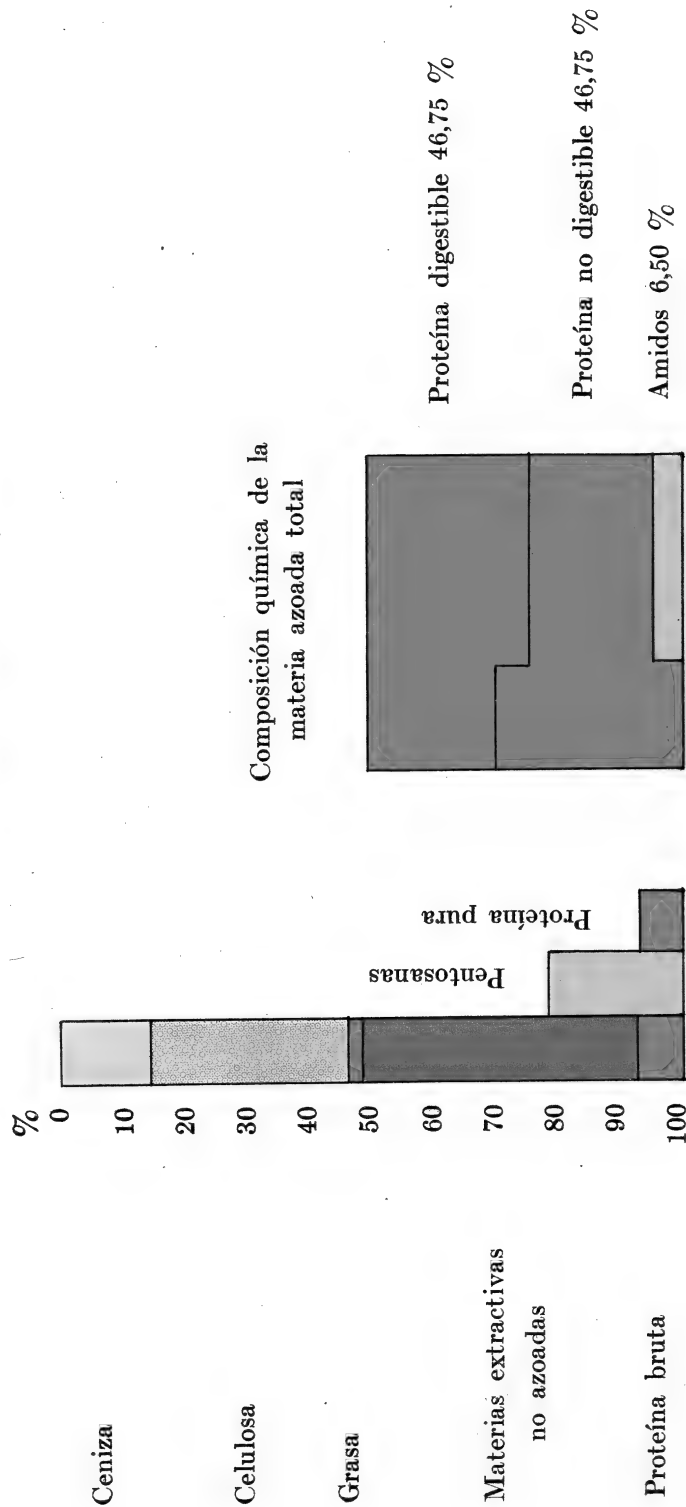 %
0
10
20
30
40
50
60
70
80
90
100
Ceniza
Celulosa
Grasa
Materias extractivas
no azoadas
Proteína bruta
Pentosanas
Proteína pura
Composición química de la
materia azoada total
Proteína digestible 46,75 %
Proteína no digestible 46,75 %
Amidos 6,50 %